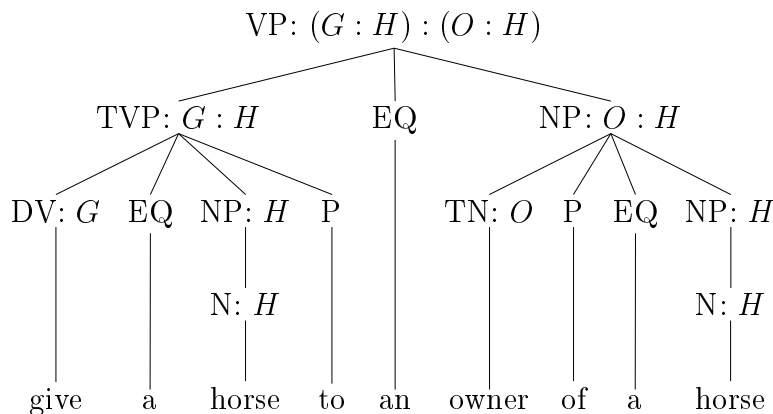 VP: (G : H) : (O : H)
TVP: G : H EQ NP: O : H
DV: G EQ NP: H P TN: O P EQ NP: H
N: H N: H
give a horse to an owner of a horse